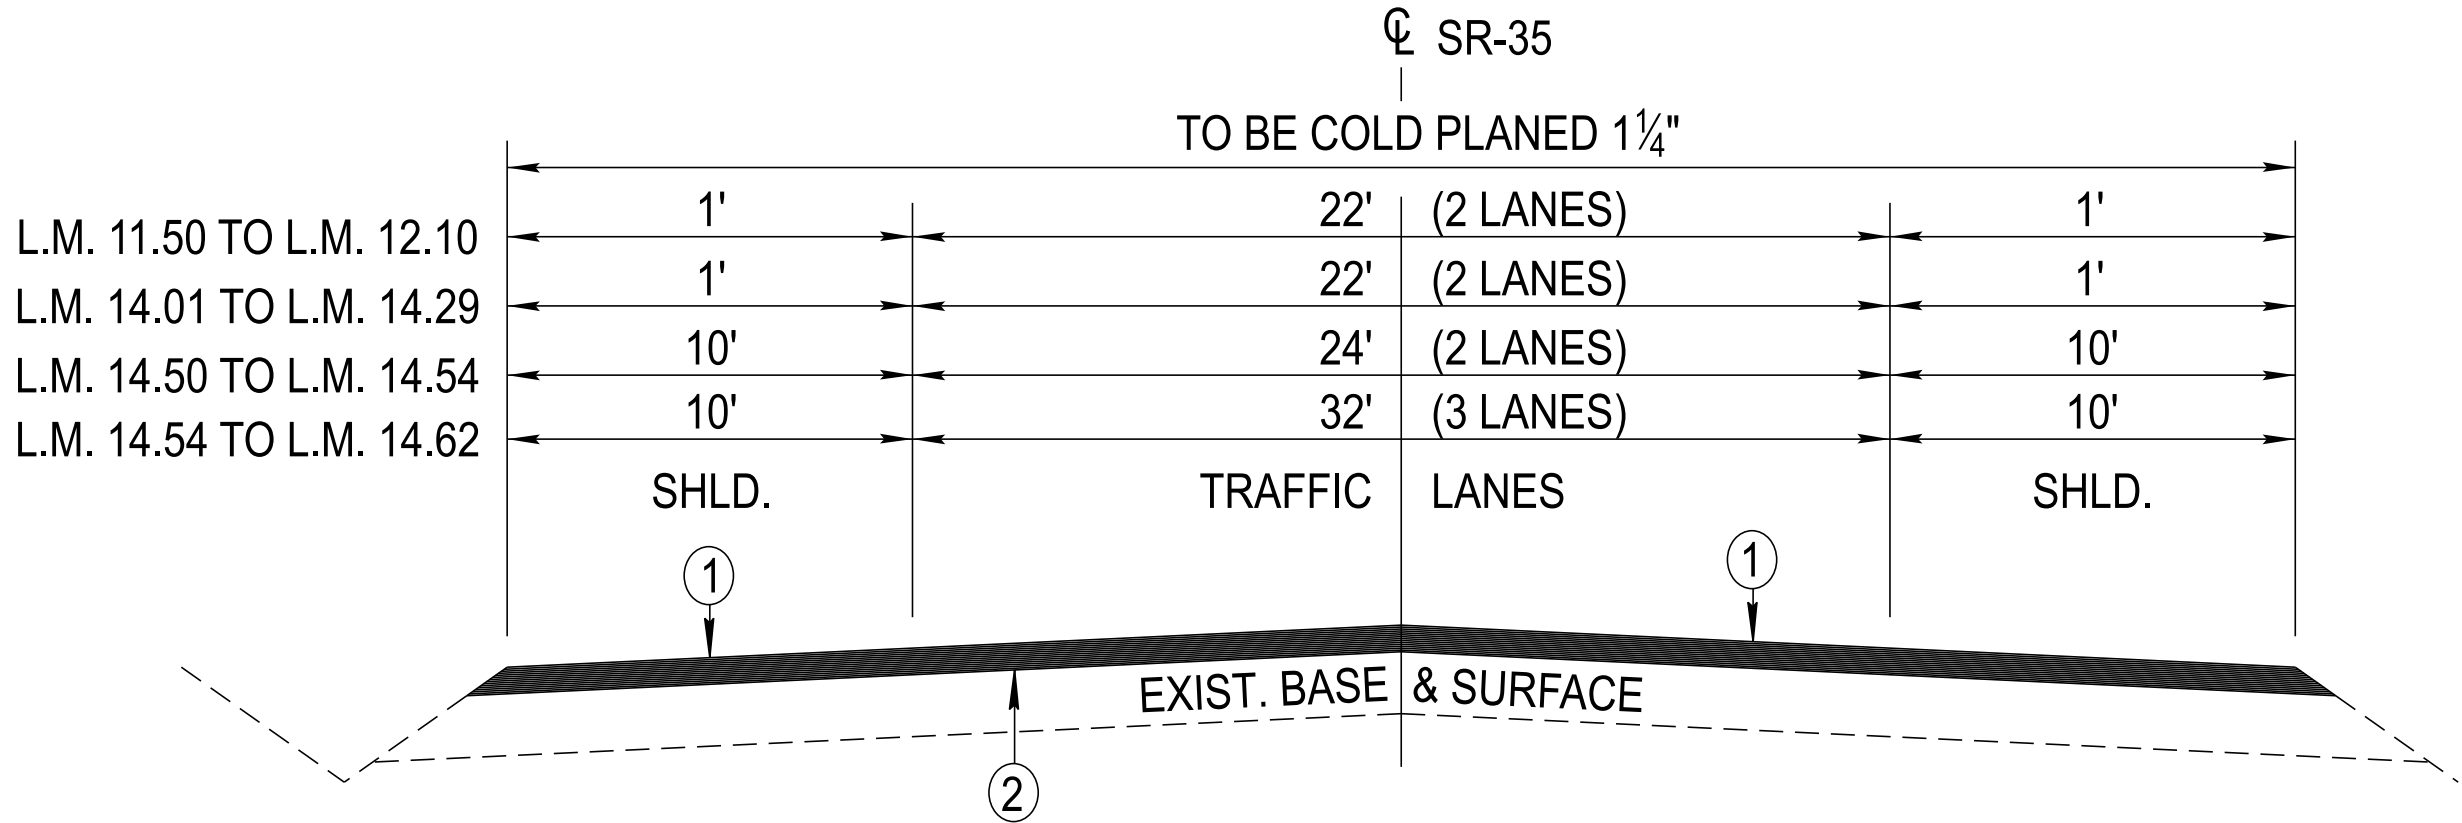 ℄ SR-35
TO BE COLD PLANED 1¼"
L.M. 11.50 TO L.M. 12.10 1' 22' (2 LANES) 1'
L.M. 14.01 TO L.M. 14.29 1' 22' (2 LANES) 1'
L.M. 14.50 TO L.M. 14.54 10' 24' (2 LANES) 10'
L.M. 14.54 TO L.M. 14.62 10' 32' (3 LANES) 10'
SHLD. TRAFFIC LANES SHLD.
1 1
EXIST. BASE & SURFACE
2